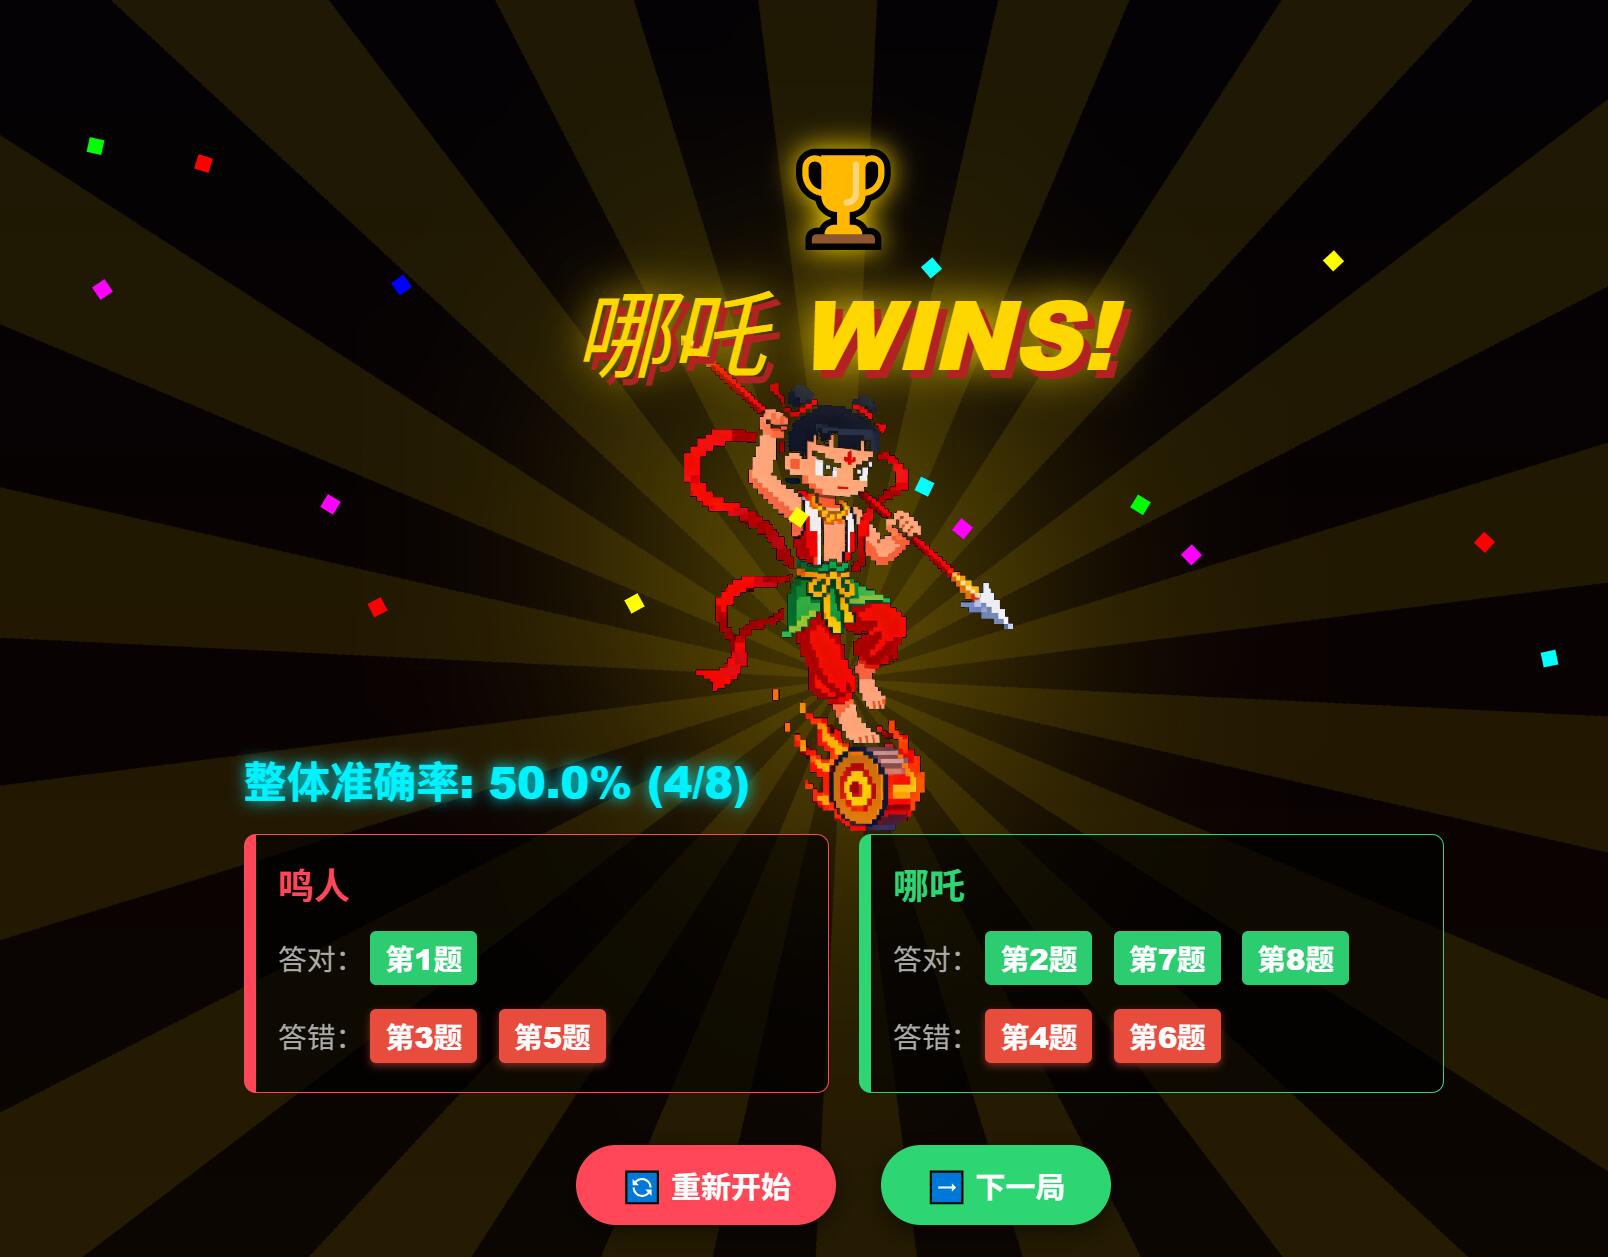 哪吒 WINS!
整体准确率: 50.0% (4/8)
鸣人
答对： 第1题
答错： 第3题 第5题
哪吒
答对： 第2题 第7题 第8题
答错： 第4题 第6题
重新开始
下一局